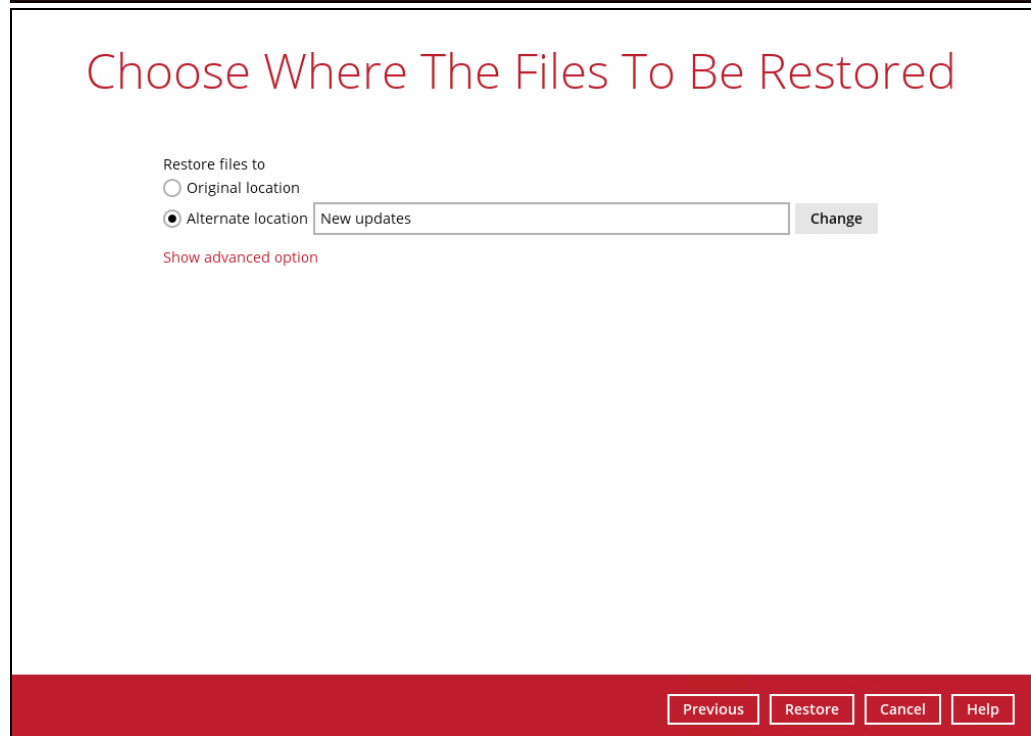 Choose Where The Files To Be Restored
Restore files to
Original location
Alternate location New updates Change
Show advanced option
Previous Restore Cancel Help